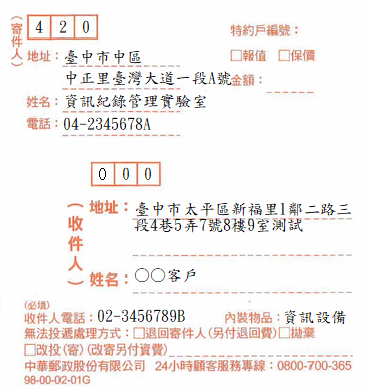 (寄件人) 4 2 0 特約戶編號：
地址：臺中市中區 □報值 □保價
中正里臺灣大道一段A號 金額：
姓名：資訊紀錄管理實驗室
電話：04-2345678A
0 0 0
(收件人) 地址：臺中市太平區新福里1鄰二路三
段4巷5弄7號8樓9室測試
姓名：○○客戶
(必填)
收件人電話：02-3456789B 內裝物品：資訊設備
無法投遞處理方式：□退回寄件人(另付退回費)□拋棄
□改投(寄)(改寄另付資費)
中華郵政股份有限公司 24小時顧客服務專線：0800-700-365
98-00-02-01G